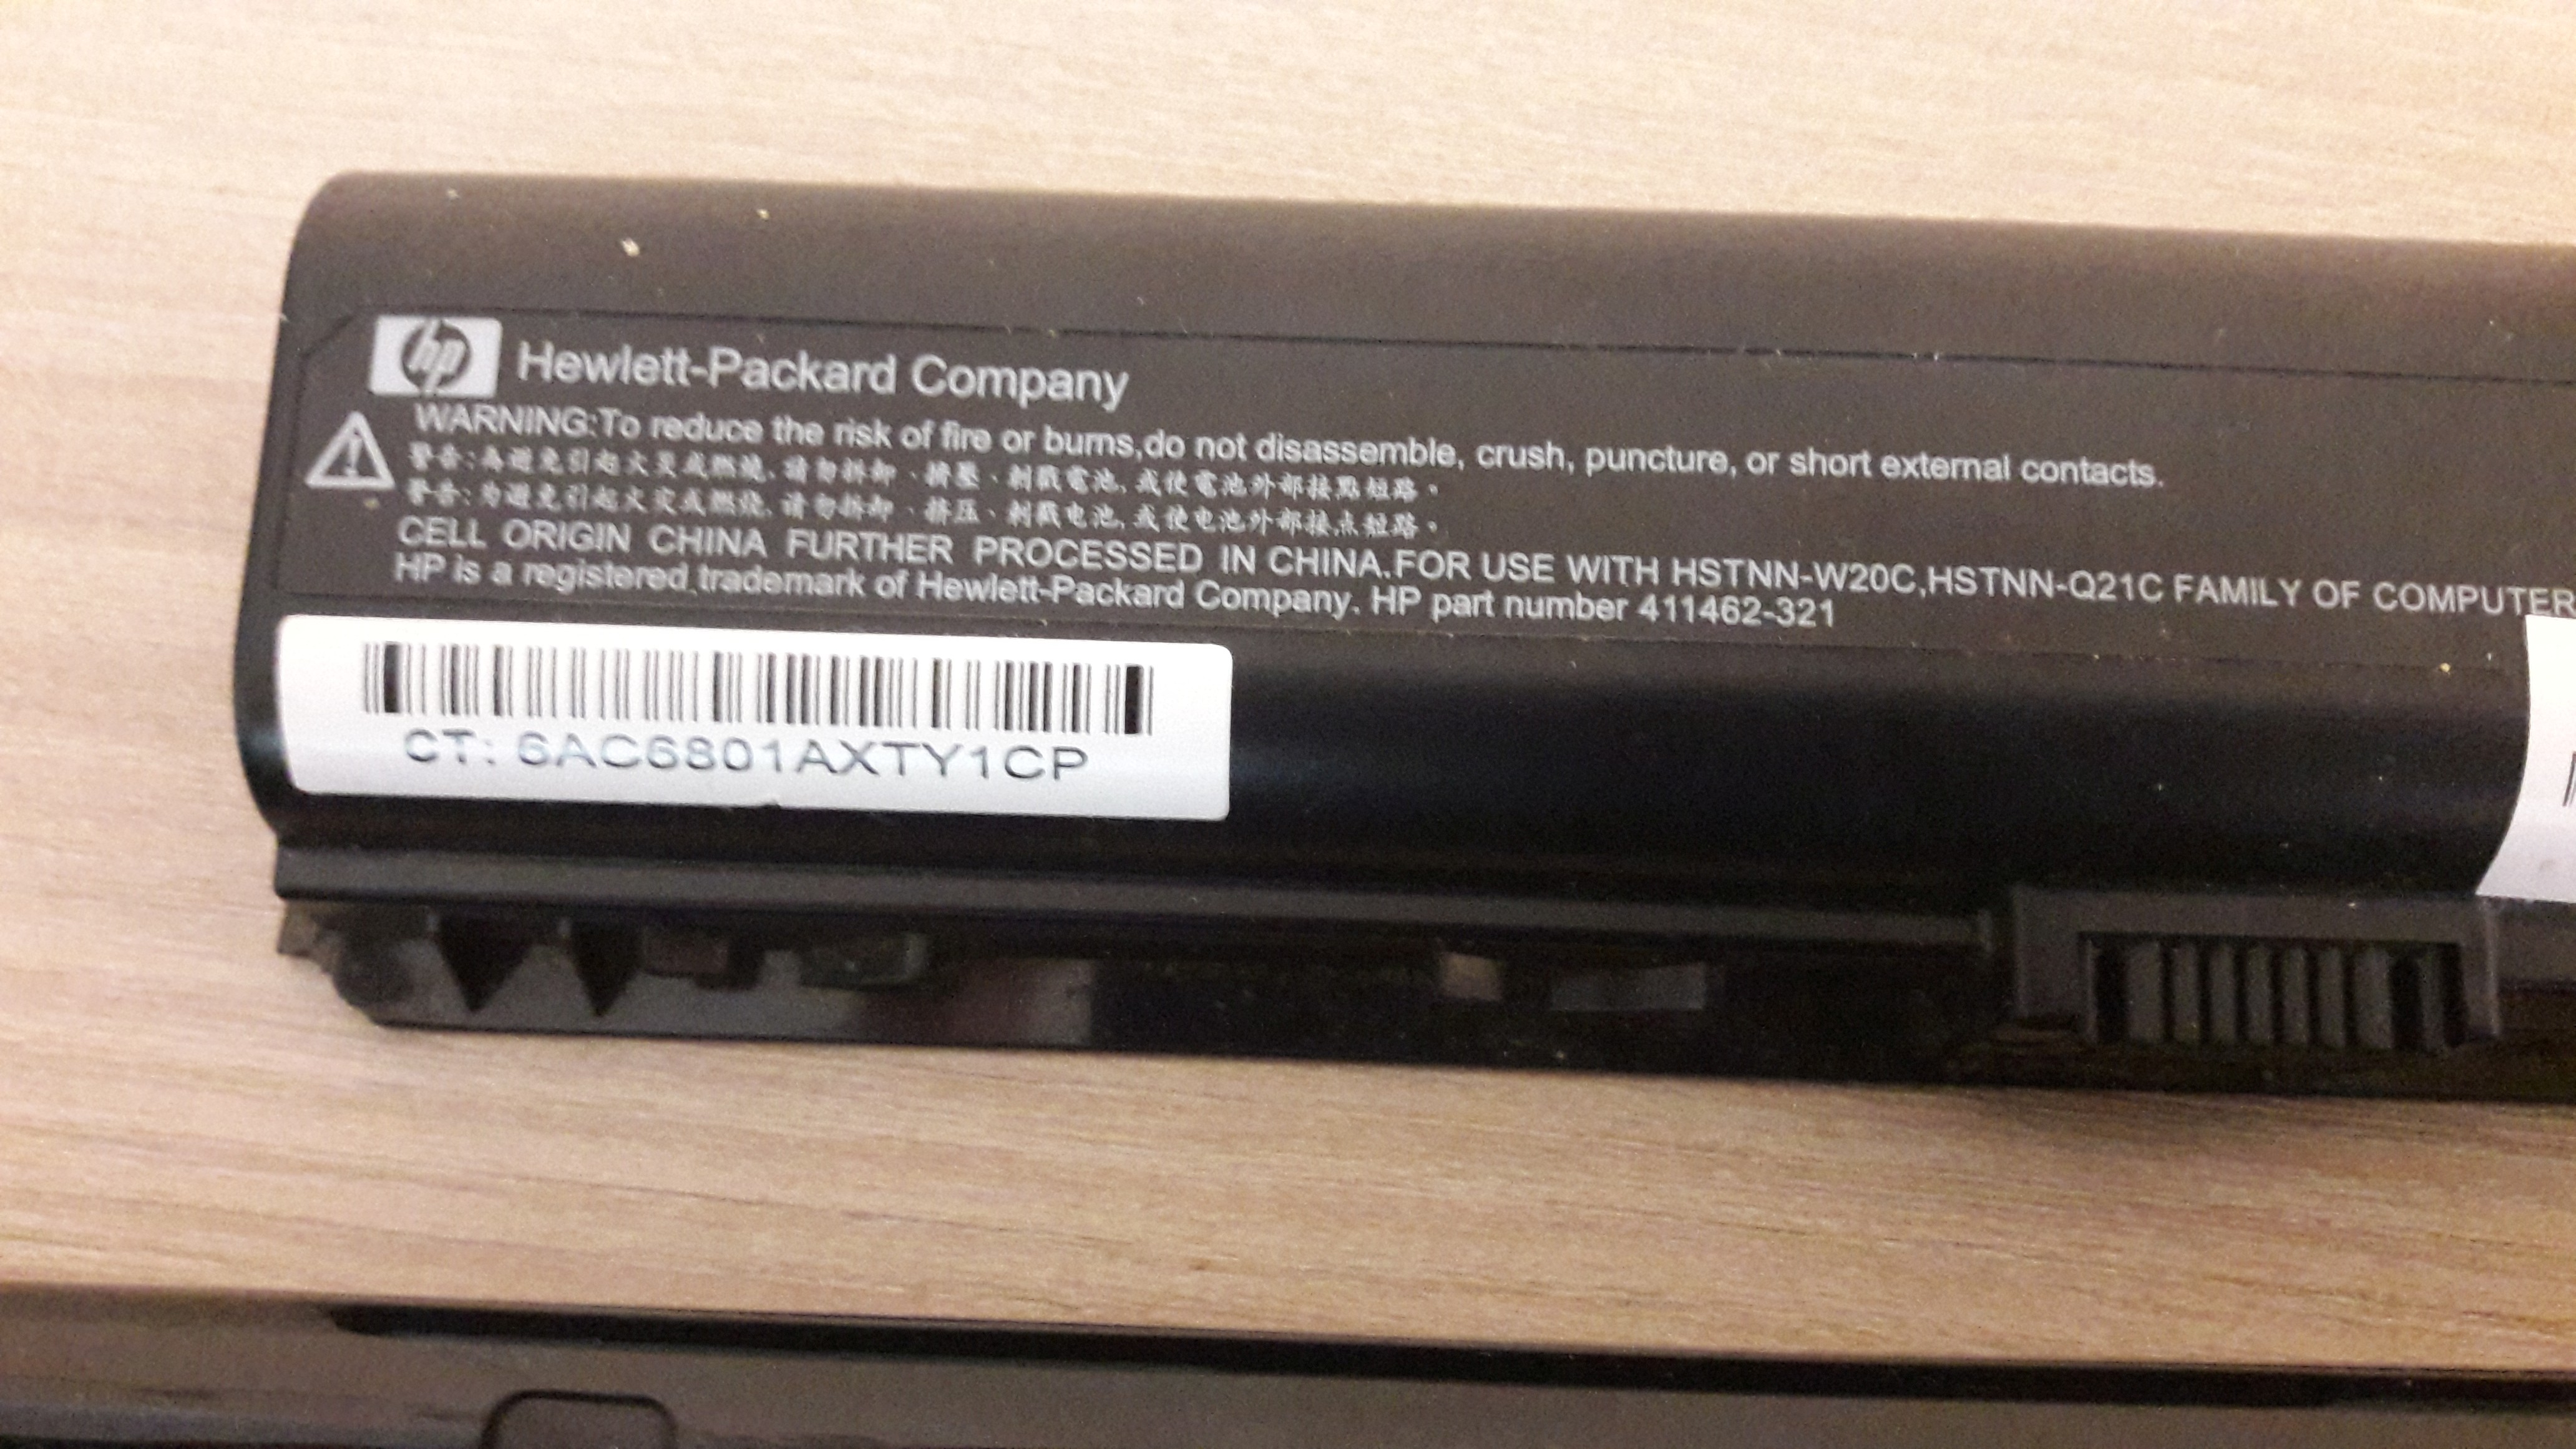 hp Hewlett-Packard Company
WARNING:To reduce the risk of fire or burns,do not disassemble, crush, puncture, or short external contacts.
警告:為避免引起火災或燃燒,請勿拆卸、擠壓、刺戳電池,或使電池外部接點短路。
警告:为避免引起火灾或燃烧,请勿拆卸、挤压、刺戳电池,或使电池外部接点短路。
CELL ORIGIN CHINA FURTHER PROCESSED IN CHINA.FOR USE WITH HSTNN-W20C,HSTNN-Q21C FAMILY OF COMPUTER
HP is a registered trademark of Hewlett-Packard Company. HP part number 411462-321
CT: 6AC6801AXTY1CP